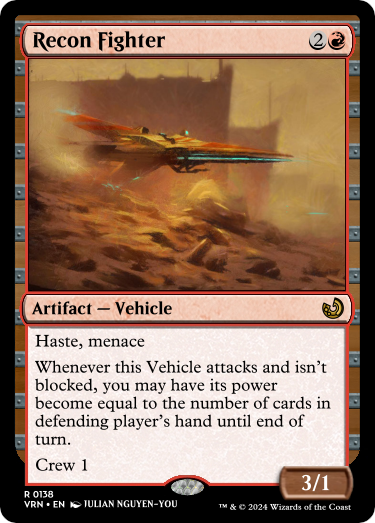 Recon Fighter 2
Artifact — Vehicle
Haste, menace
Whenever this Vehicle attacks and isn't
blocked, you may have its power
become equal to the number of cards in
defending player's hand until end of
turn.
Crew 1
3/1
R 0138
VRN • EN JULIAN NGUYEN-YOU
™ & © 2024 Wizards of the Coast